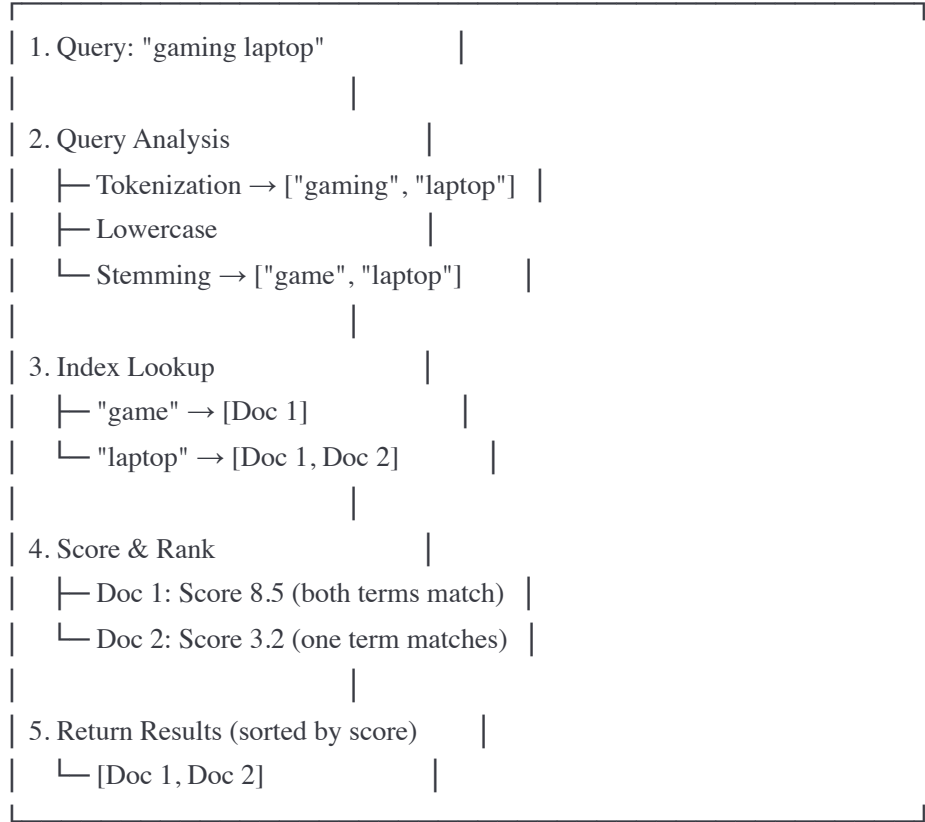 1. Query: "gaming laptop"
2. Query Analysis
├─ Tokenization → ["gaming", "laptop"]
├─ Lowercase
└─ Stemming → ["game", "laptop"]
3. Index Lookup
├─ "game" → [Doc 1]
└─ "laptop" → [Doc 1, Doc 2]
4. Score & Rank
├─ Doc 1: Score 8.5 (both terms match)
└─ Doc 2: Score 3.2 (one term matches)
5. Return Results (sorted by score)
└─ [Doc 1, Doc 2]